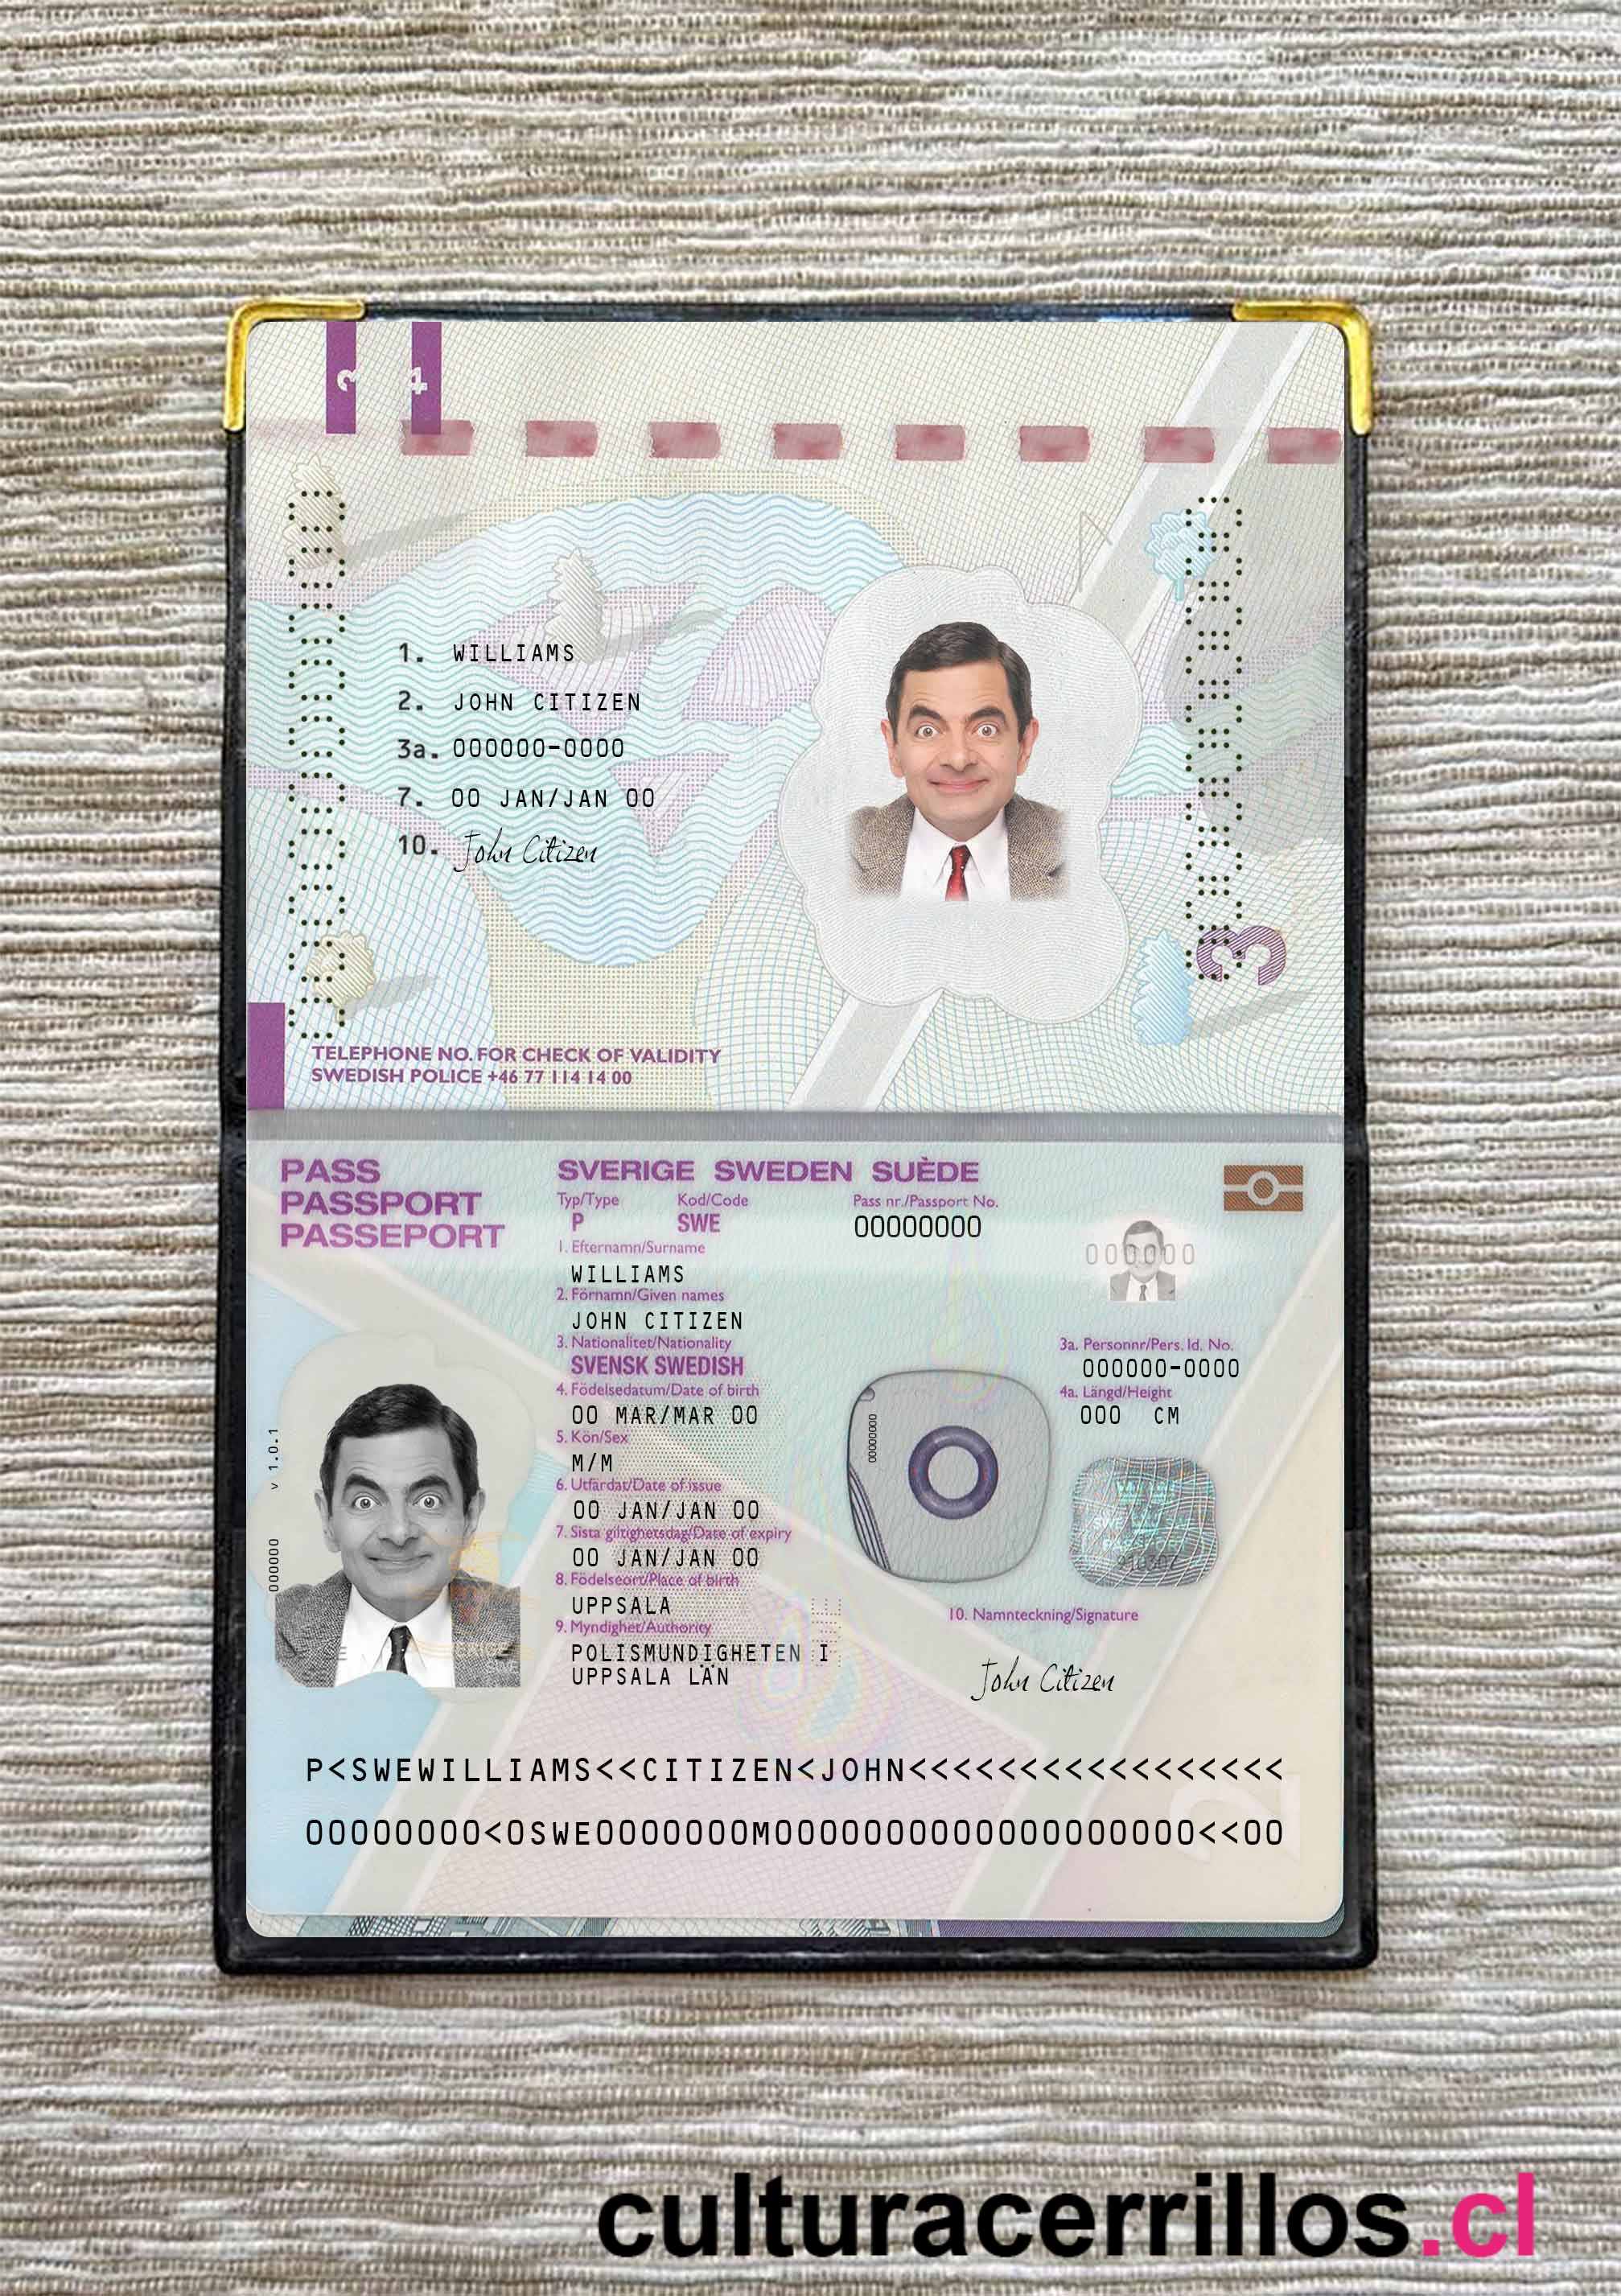 3
4
1. WILLIAMS
2. JOHN CITIZEN
3a. 000000-0000
7. 00 JAN/JAN 00
10. John Citizen
3
TELEPHONE NO. FOR CHECK OF VALIDITY
SWEDISH POLICE +46 77 114 14 00
PASS
PASSPORT
PASSEPORT
SVERIGE SWEDEN SUÈDE
Typ/Type Kod/Code Pass nr./Passport No.
P SWE 00000000
1. Efternamn/Surname
WILLIAMS
000000
2. Förnamn/Given names
JOHN CITIZEN
3. Nationalitet/Nationality
SVENSK SWEDISH
3a. Personnr/Pers. Id. No.
000000-0000
4. Födelsedatum/Date of birth
00 MAR/MAR 00
4a. Längd/Height
000 CM
5. Kön/Sex
M/M
6. Utfärdat/Date of issue
00 JAN/JAN 00
7. Sista giltighetsdag/Date of expiry
00 JAN/JAN 00
8. Födelseort/Place of birth
UPPSALA
9. Myndighet/Authority
POLISMUNDIGHETEN I
UPPSALA LÄN
v 1.0.1
000000
00000000
10. Namnteckning/Signature
John Citizen
P<SWEWILLIAMS<<CITIZEN<JOHN<<<<<<<<<<<<<<<<<
00000000<0SWE0000000M0000000000000000000<<00
2
culturacerrillos.cl